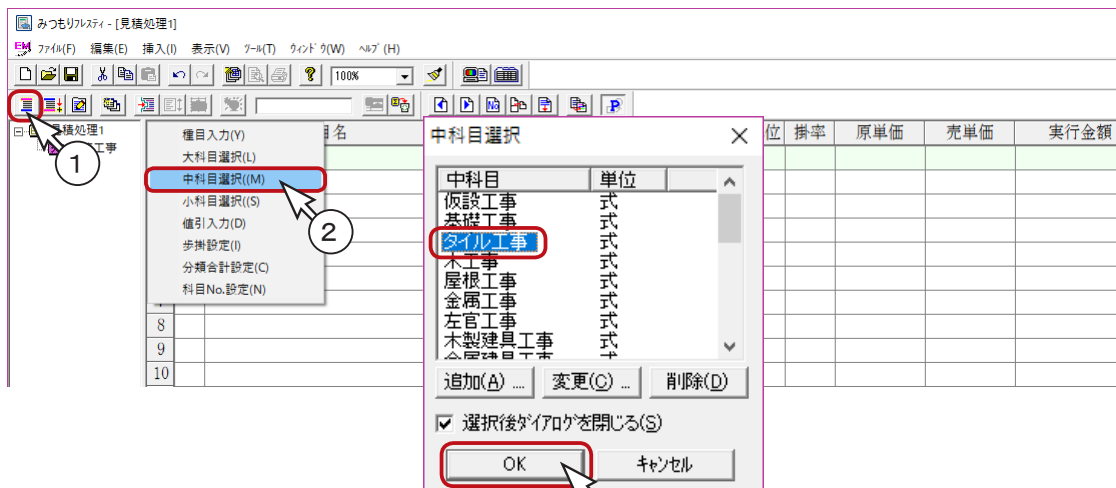 みつもりフレスティ - [見積処理1]
ファイル(F) 編集(E) 挿入(I) 表示(V) ツール(T) ウィンドウ(W) ヘルプ(H)
100%
見積処理1
工事
1
名
位 掛率 原単価 売単価 実行金額
種目入力(Y)
大科目選択(L)
中科目選択((M)
小科目選択((S)
値引入力(D)
歩掛設定(I)
分類合計設定(C)
科目No.設定(N)
2
8
9
10
中科目選択
中科目 単位
仮設工事 式
基礎工事 式
タイル工事 式
木工事 式
屋根工事 式
金属工事 式
左官工事 式
木製建具工事 式
金属建具工事 式
追加(A) ... 変更(C) ... 削除(D)
選択後ダイアログを閉じる(S)
OK キャンセル